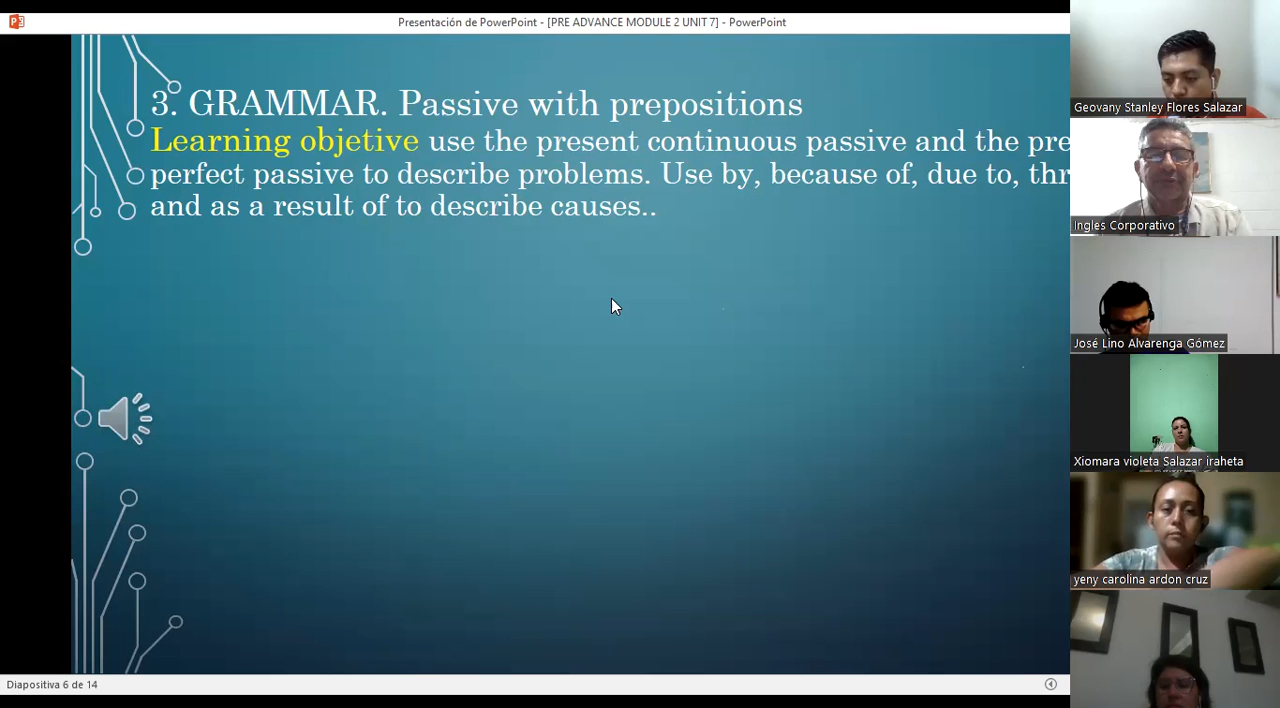 Presentación de PowerPoint - [PRE ADVANCE MODULE 2 UNIT 7] - PowerPoint
3. GRAMMAR. Passive with prepositions
Learning objetive use the present continuous passive and the
perfect passive to describe problems. Use by, because of, due to,
and as a result of to describe causes..
Diapositiva 6 de 14
Geovany Stanley Flores Salazar
Ingles Corporativo
José Lino Alvarenga Gómez
Xiomara violeta Salazar iraheta
yeny carolina ardon cruz